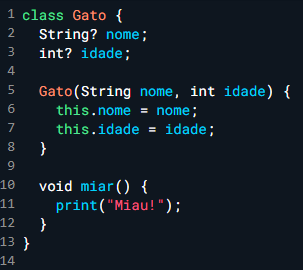 1 class Gato {
2   String? nome;
3   int? idade;
4
5   Gato(String nome, int idade) {
6     this.nome = nome;
7     this.idade = idade;
8   }
9
10   void miar() {
11     print("Miau!");
12   }
13 }
14